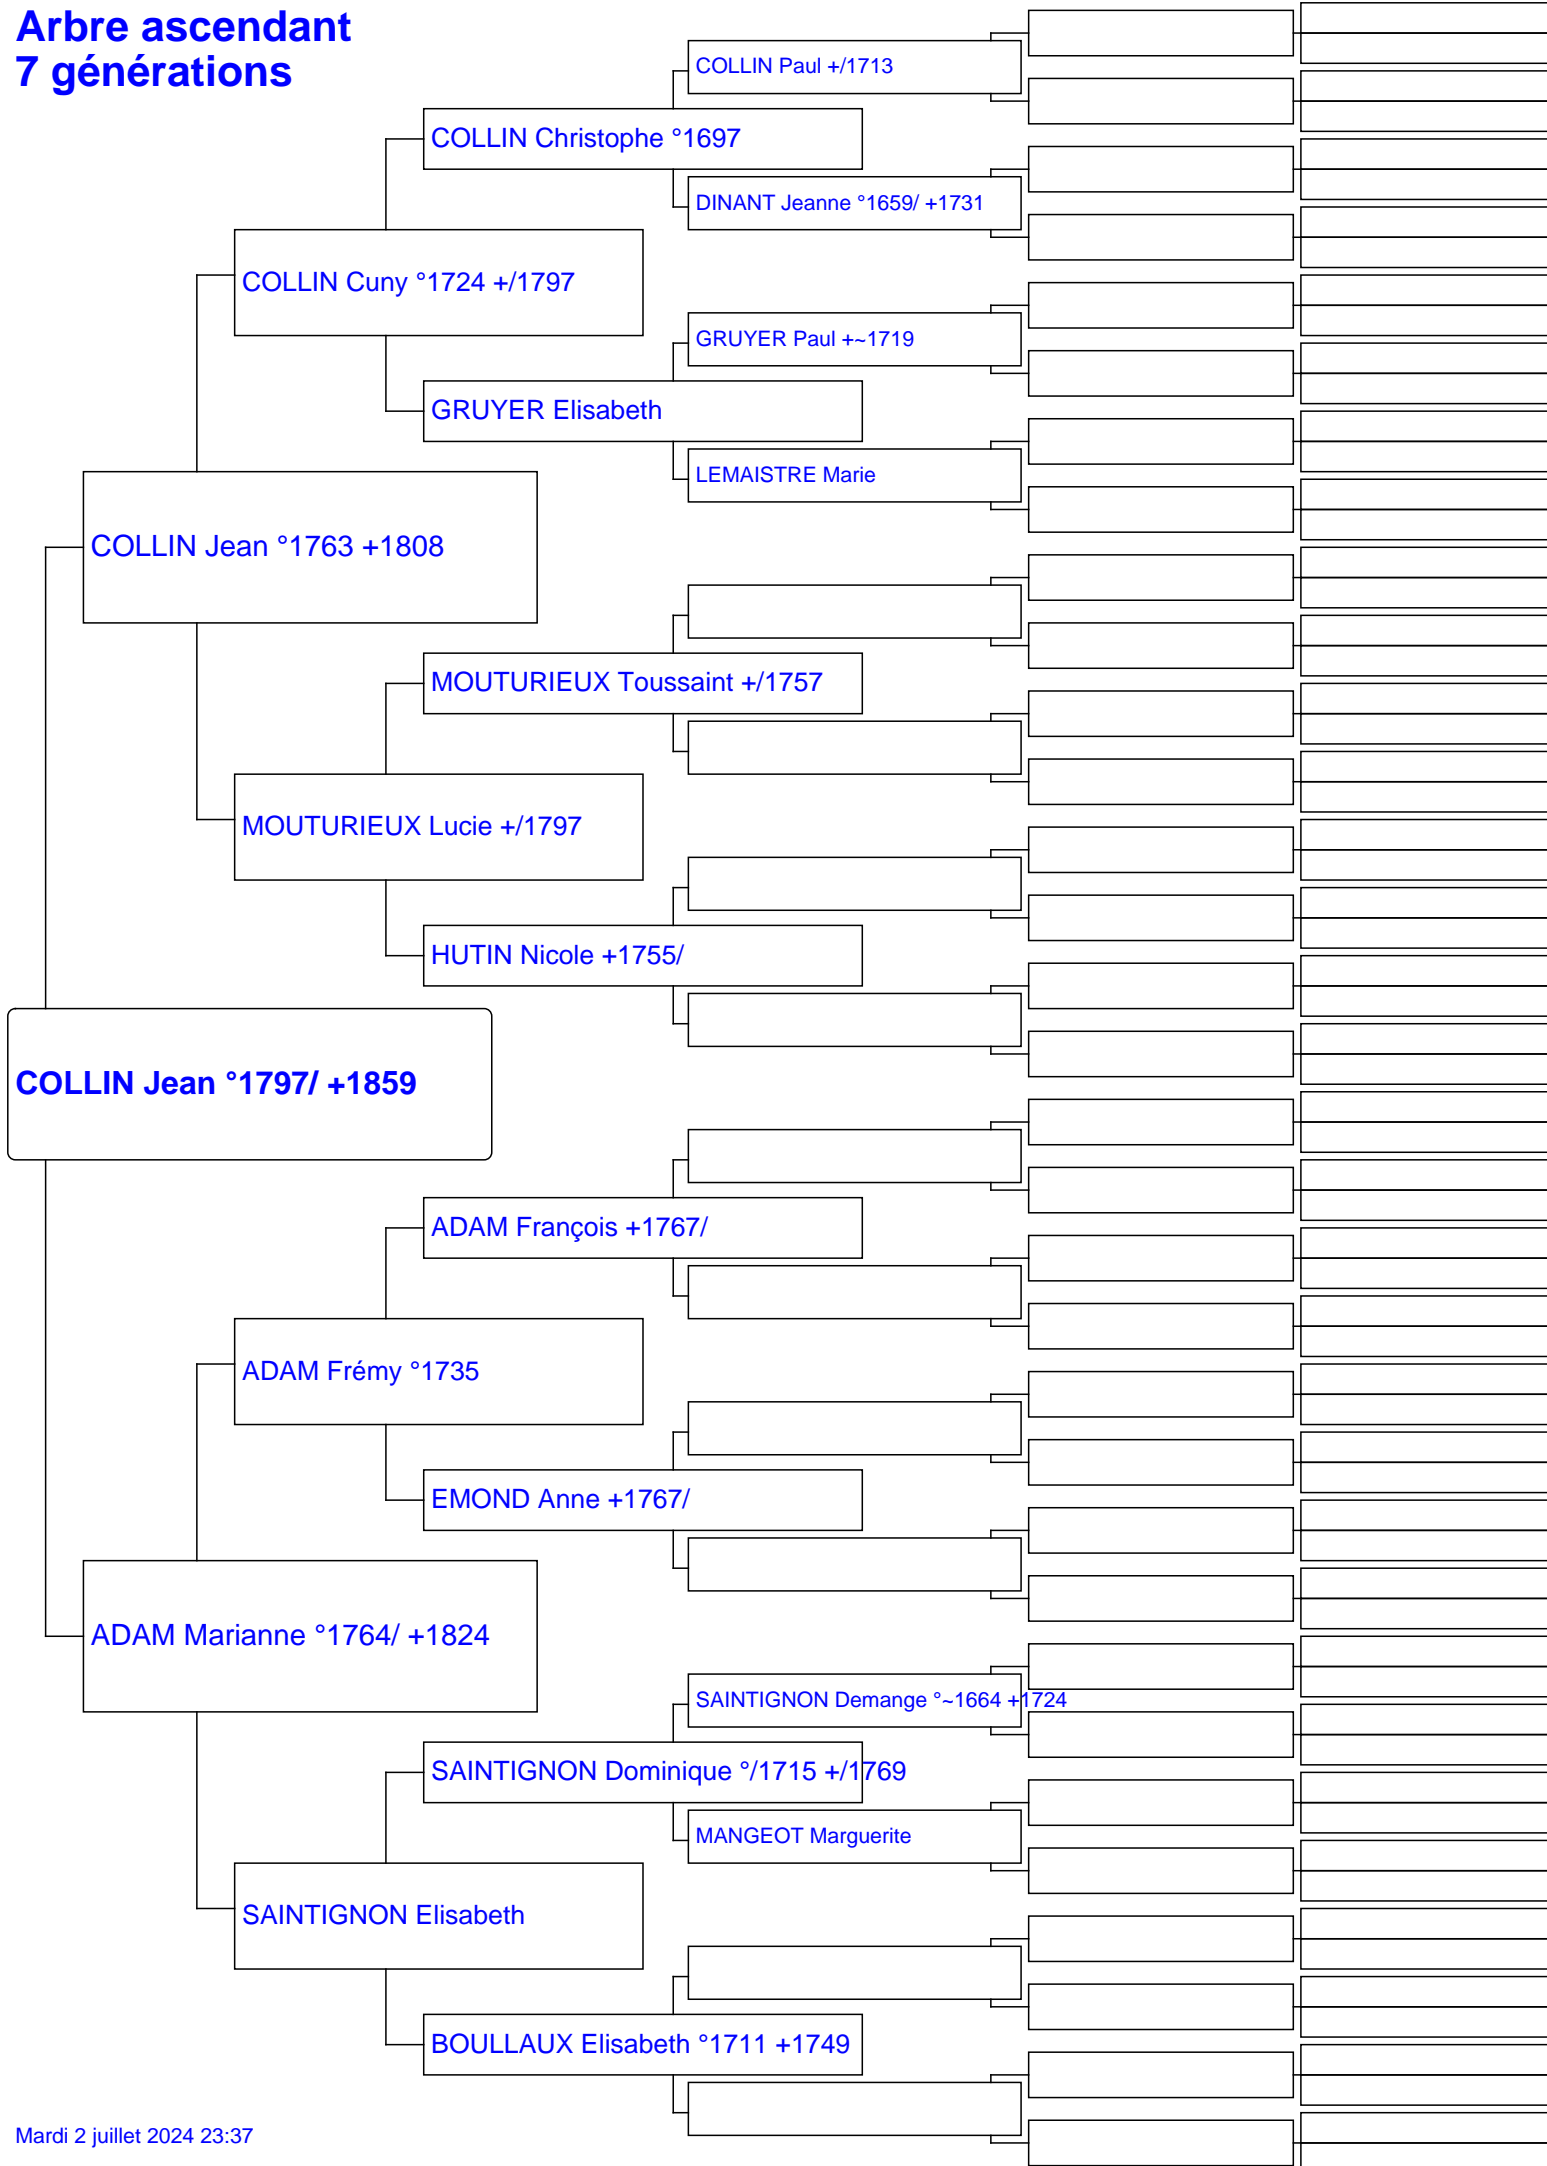 Arbre ascendant
7 générations
COLLIN Paul +/1713
COLLIN Christophe °1697
DINANT Jeanne °1659/ +1731
COLLIN Cuny °1724 +/1797
GRUYER Paul +~1719
GRUYER Elisabeth
LEMAISTRE Marie
COLLIN Jean °1763 +1808
MOUTURIEUX Toussaint +/1757
MOUTURIEUX Lucie +/1797
HUTIN Nicole +1755/
COLLIN Jean °1797/ +1859
ADAM François +1767/
ADAM Frémy °1735
EMOND Anne +1767/
ADAM Marianne °1764/ +1824
SAINTIGNON Demange °~1664 +1724
SAINTIGNON Dominique °/1715 +/1769
MANGEOT Marguerite
SAINTIGNON Elisabeth
BOULLAUX Elisabeth °1711 +1749
Mardi 2 juillet 2024 23:37